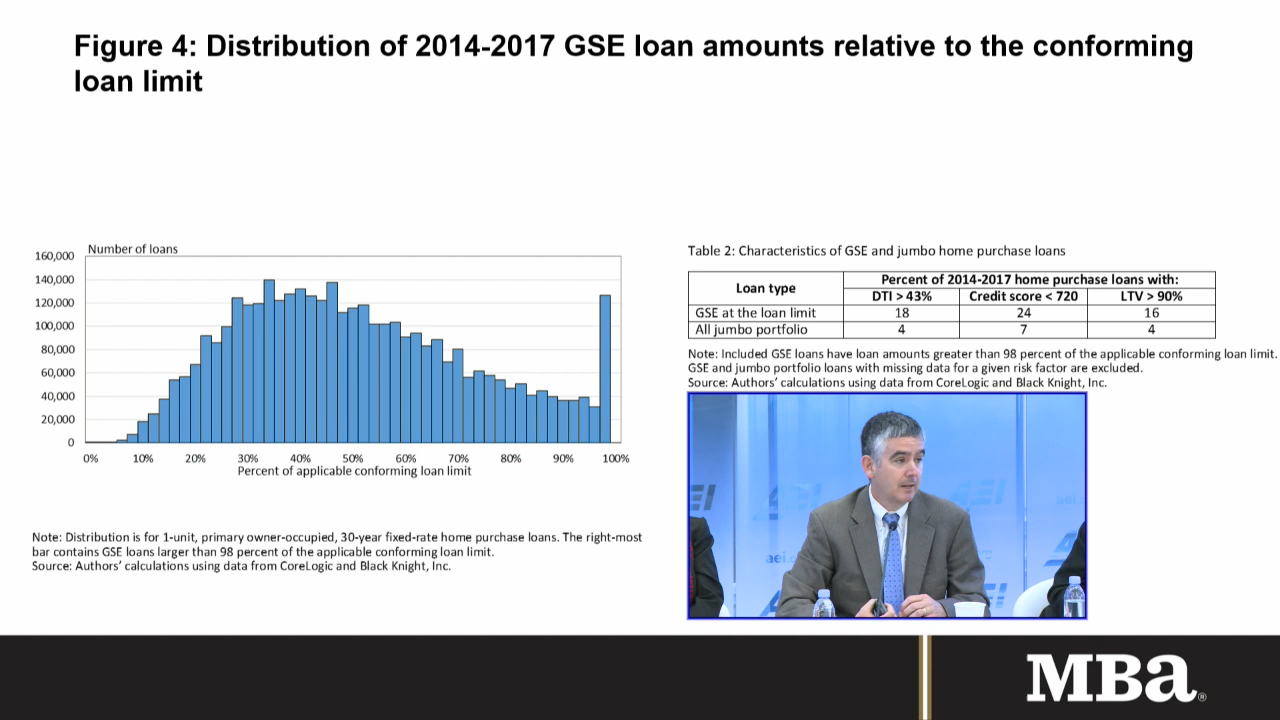 Figure 4: Distribution of 2014-2017 GSE loan amounts relative to the conforming
loan limit
Number of loans
160,000
140,000
120,000
100,000
80,000
60,000
40,000
20,000
0
0% 10% 20% 30% 40% 50% 60% 70% 80% 90% 100%
Percent of applicable conforming loan limit
Note: Distribution is for 1-unit, primary owner-occupied, 30-year fixed-rate home purchase loans. The right-most
bar contains GSE loans larger than 98 percent of the applicable conforming loan limit.
Source: Authors' calculations using data from CoreLogic and Black Knight, Inc.
Table 2: Characteristics of GSE and jumbo home purchase loans
Loan type
Percent of 2014-2017 home purchase loans with:
DTI > 43% Credit score < 720 LTV > 90%
GSE at the loan limit 18 24 16
All jumbo portfolio 4 7 4
Note: Included GSE loans have loan amounts greater than 98 percent of the applicable conforming loan limit.
GSE and jumbo portfolio loans with missing data for a given risk factor are excluded.
Source: Authors' calculations using data from CoreLogic and Black Knight, Inc.
EI
AEI
AEI
aei
aei.
EI
MBa®